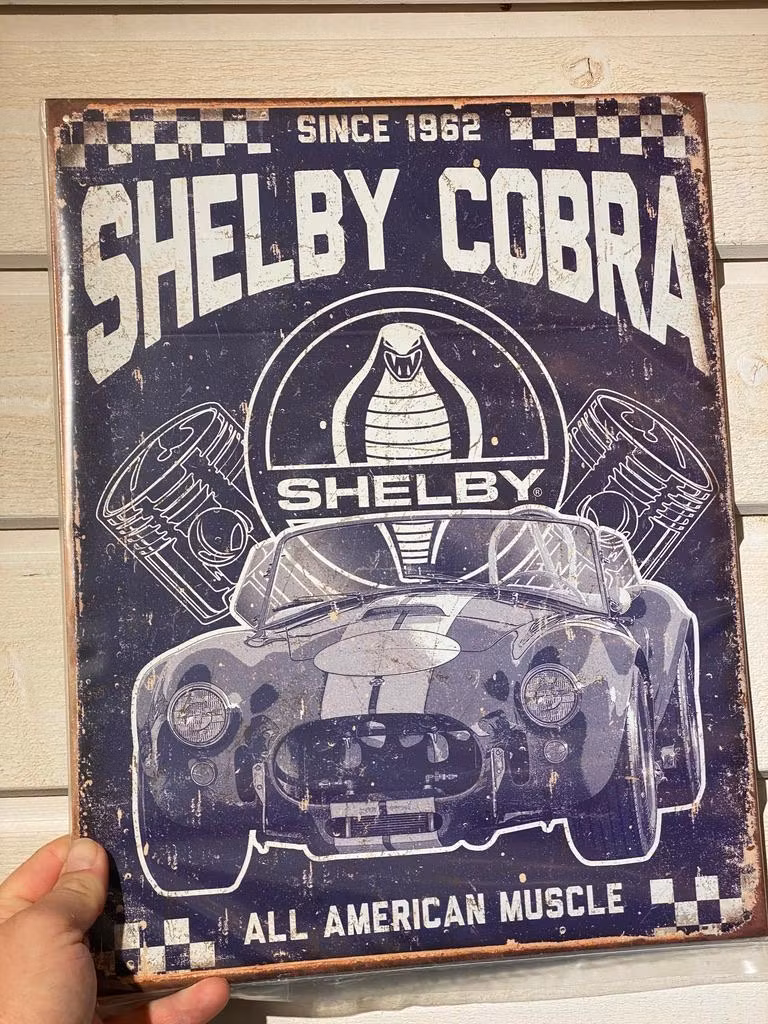 SINCE 1962
SHELBY COBRA
SHELBY®
ALL AMERICAN MUSCLE